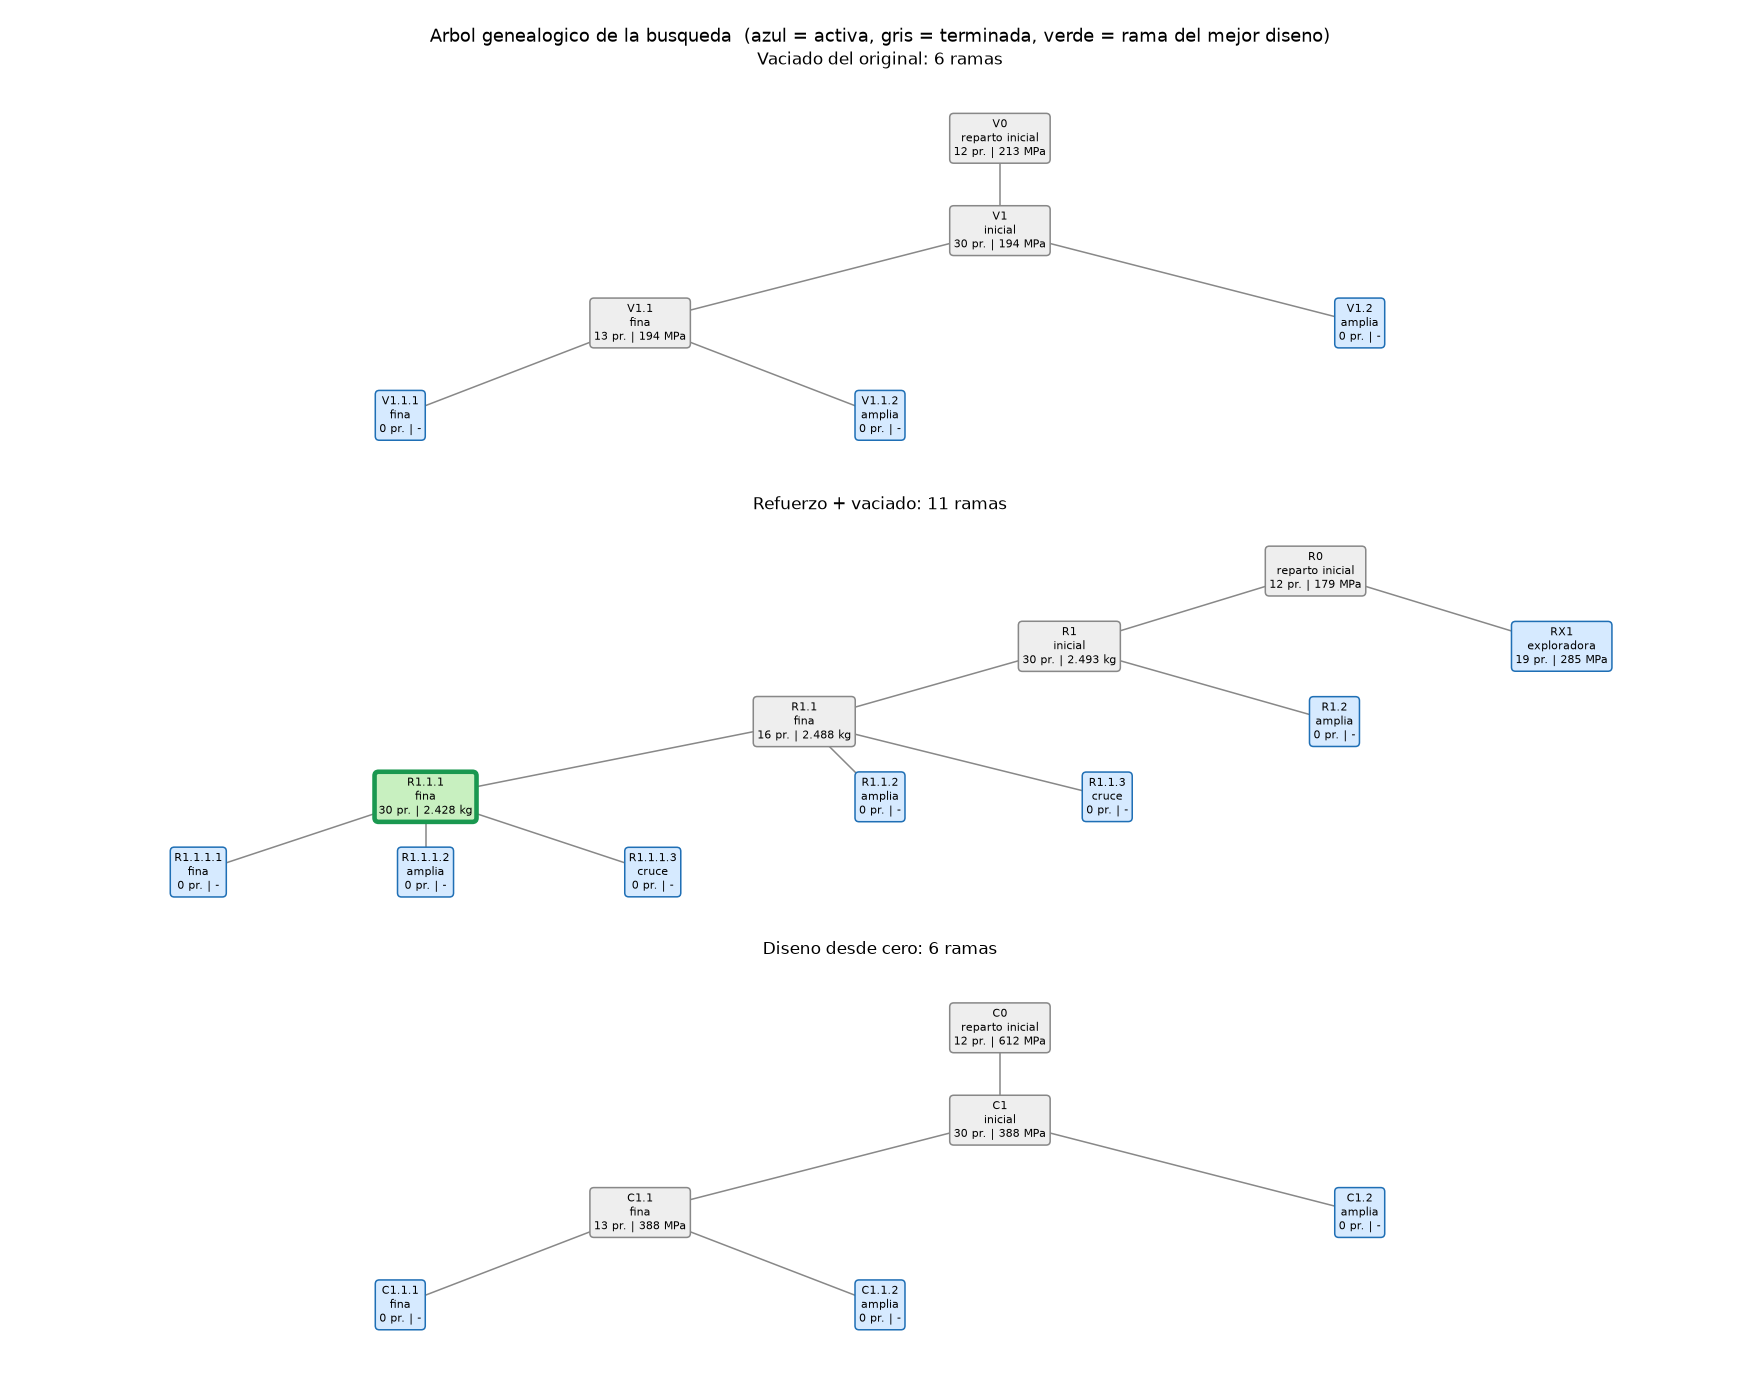 Arbol genealogico de la busqueda  (azul = activa, gris = terminada, verde = rama del mejor diseno)
Vaciado del original: 6 ramas
V0
reparto inicial
12 pr. | 213 MPa
V1
inicial
30 pr. | 194 MPa
V1.1
fina
13 pr. | 194 MPa
V1.2
amplia
0 pr. | -
V1.1.1
fina
0 pr. | -
V1.1.2
amplia
0 pr. | -
Refuerzo + vaciado: 11 ramas
R0
reparto inicial
12 pr. | 179 MPa
R1
inicial
30 pr. | 2.493 kg
RX1
exploradora
19 pr. | 285 MPa
R1.1
fina
16 pr. | 2.488 kg
R1.2
amplia
0 pr. | -
R1.1.1
fina
30 pr. | 2.428 kg
R1.1.2
amplia
0 pr. | -
R1.1.3
cruce
0 pr. | -
R1.1.1.1
fina
0 pr. | -
R1.1.1.2
amplia
0 pr. | -
R1.1.1.3
cruce
0 pr. | -
Diseno desde cero: 6 ramas
C0
reparto inicial
12 pr. | 612 MPa
C1
inicial
30 pr. | 388 MPa
C1.1
fina
13 pr. | 388 MPa
C1.2
amplia
0 pr. | -
C1.1.1
fina
0 pr. | -
C1.1.2
amplia
0 pr. | -